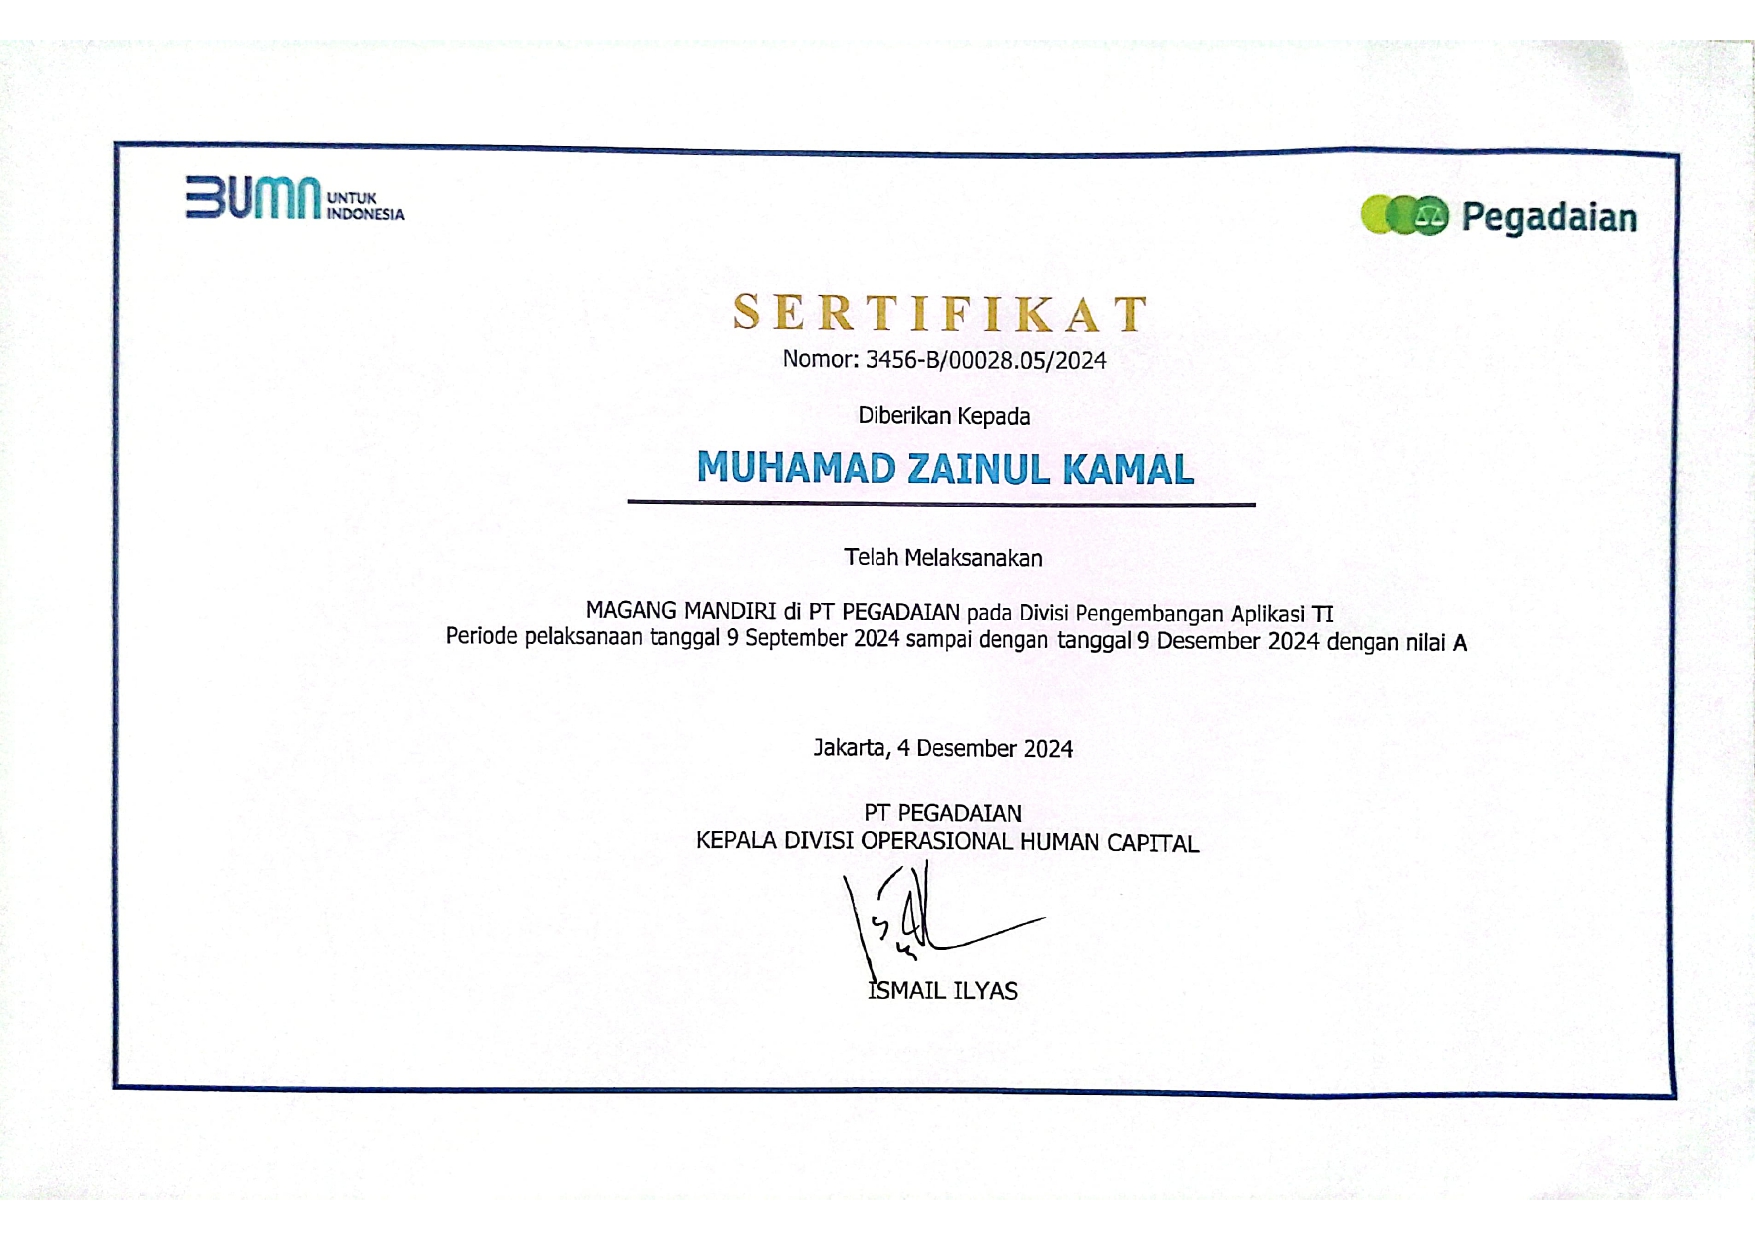 BUMN UNTUK
INDONESIA
Pegadaian
SERTIFIKAT
Nomor: 3456-B/00028.05/2024
Diberikan Kepada
MUHAMAD ZAINUL KAMAL
Telah Melaksanakan
MAGANG MANDIRI di PT PEGADAIAN pada Divisi Pengembangan Aplikasi TI
Periode pelaksanaan tanggal 9 September 2024 sampai dengan tanggal 9 Desember 2024 dengan nilai A
Jakarta, 4 Desember 2024
PT PEGADAIAN
KEPALA DIVISI OPERASIONAL HUMAN CAPITAL
ISMAIL ILYAS